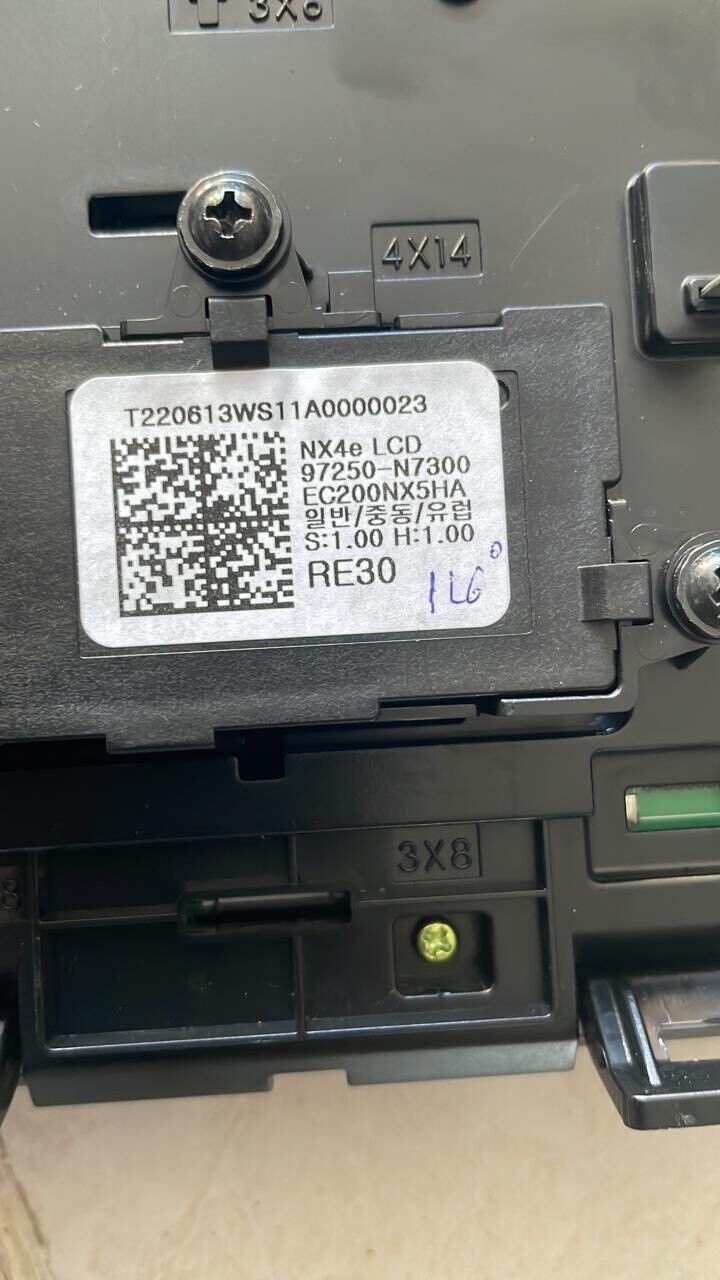 3X8
4X14
T220613WS11A0000023
NX4e LCD
97250-N7300
EC200NX5HA
일반/중동/유럽
S:1.00 H:1.00
RE30
3X8
8